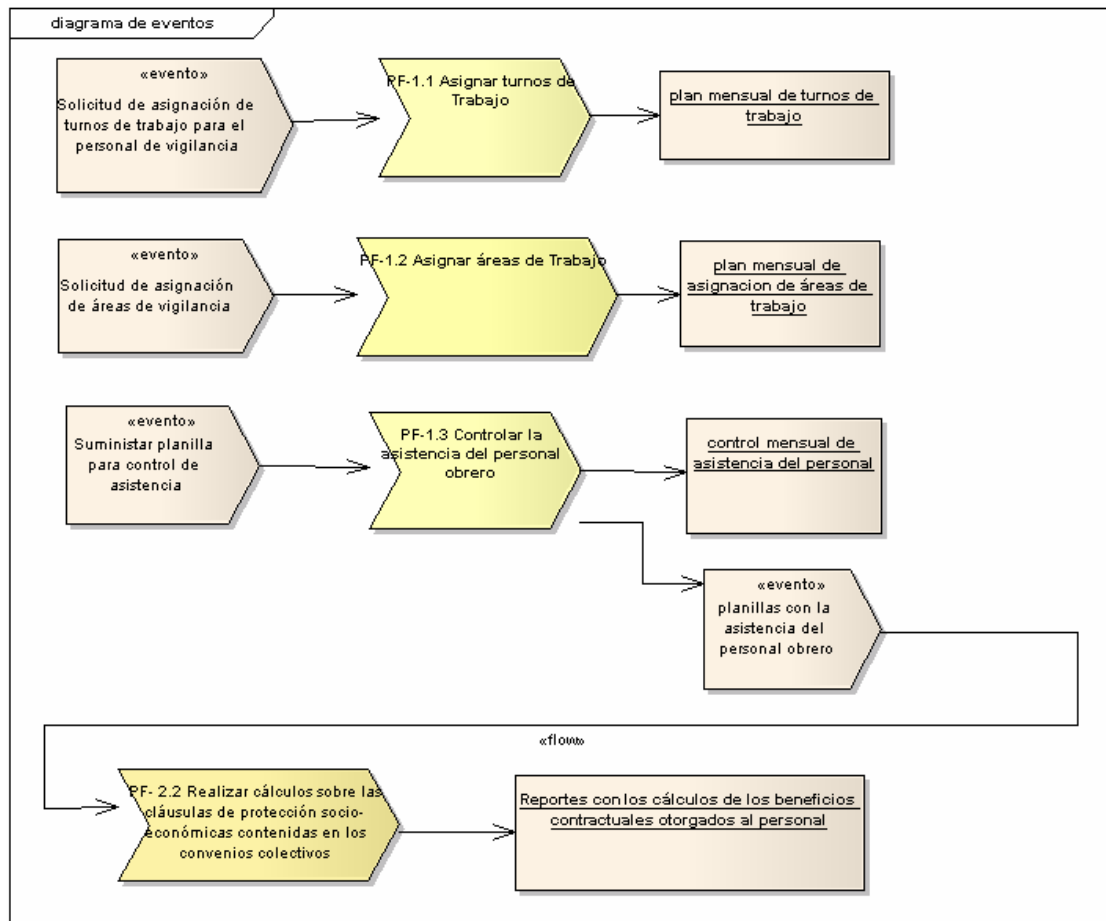 diagrama de eventos
«evento»
Solicitud de asignación de
turnos de trabajo para el
personal de vigilancia
PF-1.1 Asignar turnos de
Trabajo
plan mensual de turnos de
trabajo
«evento»
Solicitud de asignación
de áreas de vigilancia
PF-1.2 Asignar áreas de Trabajo
plan mensual de
asignacion de áreas de
trabajo
«evento»
Suministar planilla
para control de
asistencia
PF-1.3 Controlar la
asistencia del personal
obrero
control mensual de
asistencia del personal
«evento»
planillas con la
asistencia del
personal obrero
«flow»
PF- 2.2 Realizar cálculos sobre las
cláusulas de protección socio-
económicas contenidas en los
convenios colectivos
Reportes con los cálculos de los beneficios
contractuales otorgados al personal